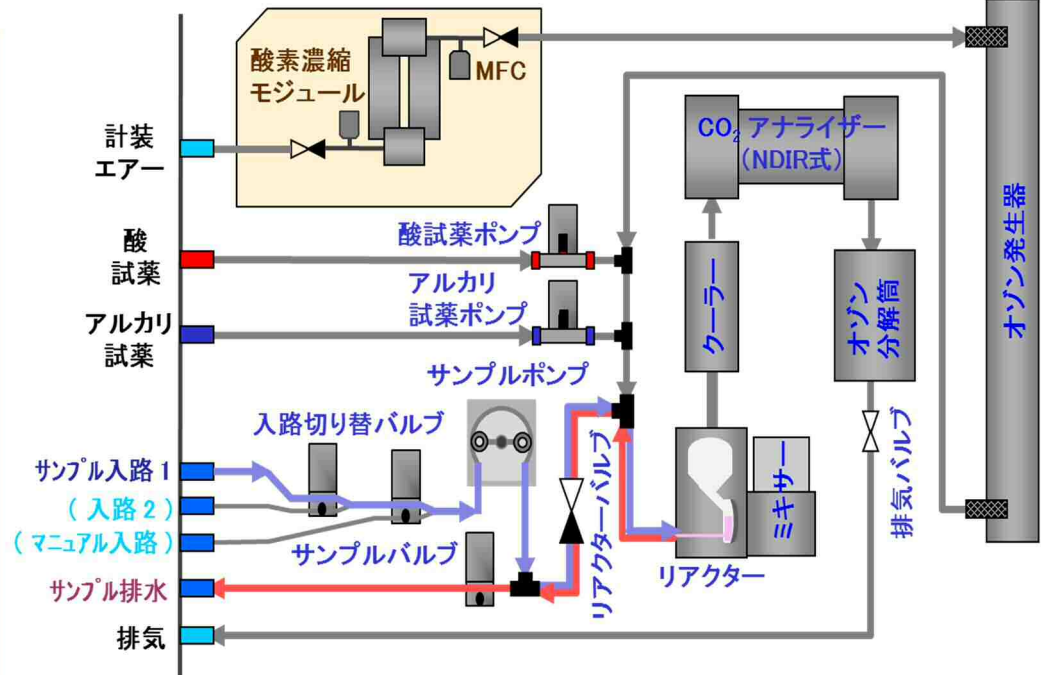 酸素濃縮
モジュール
MFC
計装
エアー
CO2 アナライザー
(NDIR式)
酸
試薬
酸試薬ポンプ
アルカリ
試薬ポンプ
アルカリ
試薬
クーラー
オゾン
分解筒
オゾン発生器
サンプルポンプ
入路切り替バルブ
サンプル入路1
(入路2)
(マニュアル入路)
サンプルバルブ
リアクターバルブ
ミキサー
リアクター
排気バルブ
サンプル排水
排気